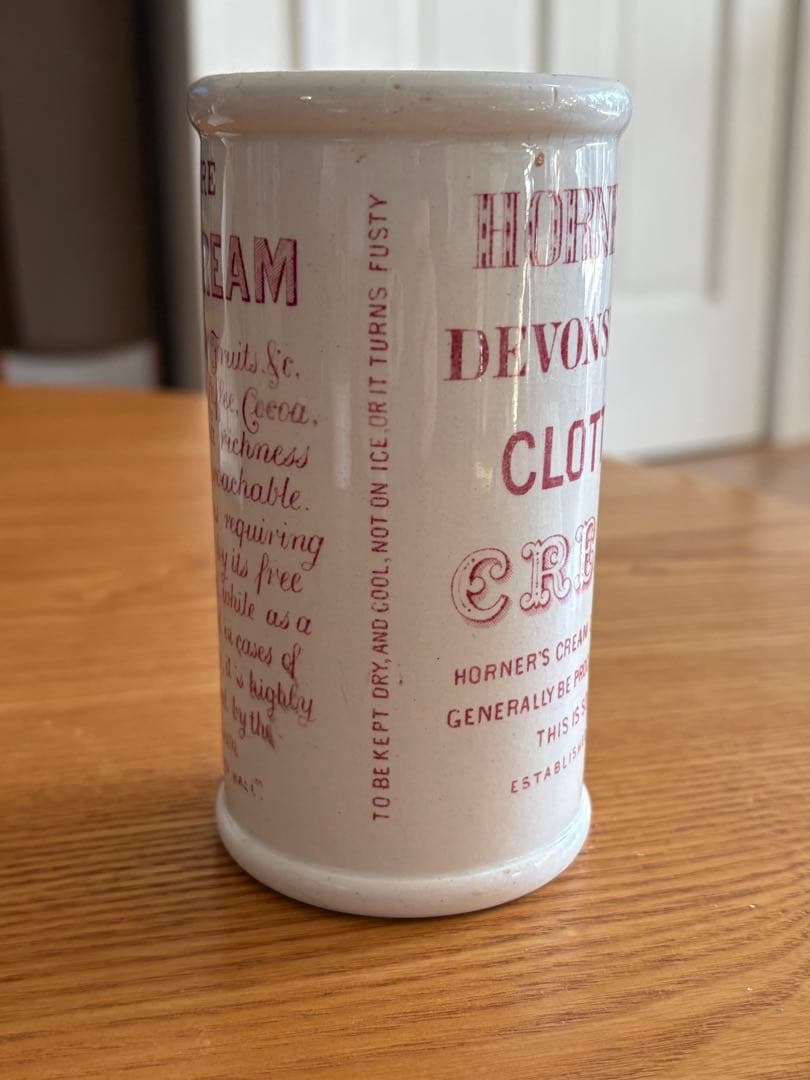 RE
REAM
Fruits &c.
Cocoa,
richness
requiring
its free
while as a
cases of
it is highly
by the
TO BE KEPT DRY, AND COOL, NOT ON ICE, OR IT TURNS FUSTY
HORN
DEVONS
CLOT
CRE
HORNER'S CREAM
GENERALLY BE PRO
THIS IS S
ESTABLISH